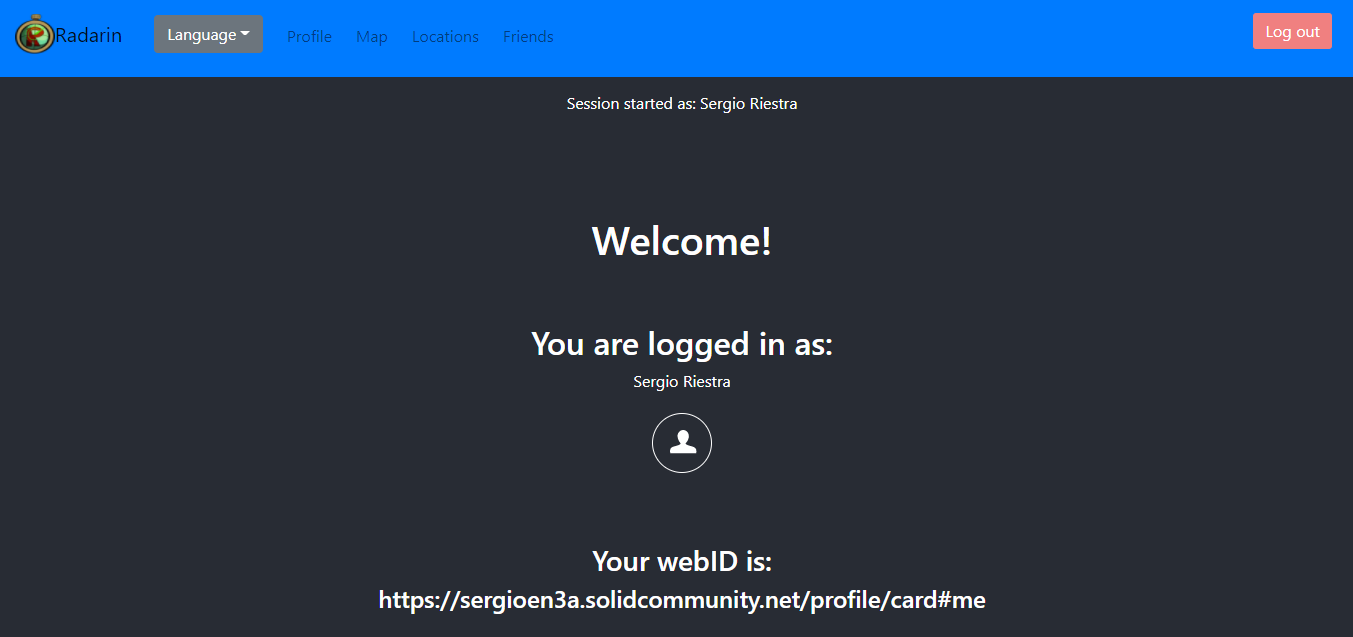 Radarin Language Profile Map Locations Friends Log out
Session started as: Sergio Riestra
Welcome!
You are logged in as:
Sergio Riestra
Your webID is:
https://sergioen3a.solidcommunity.net/profile/card#me